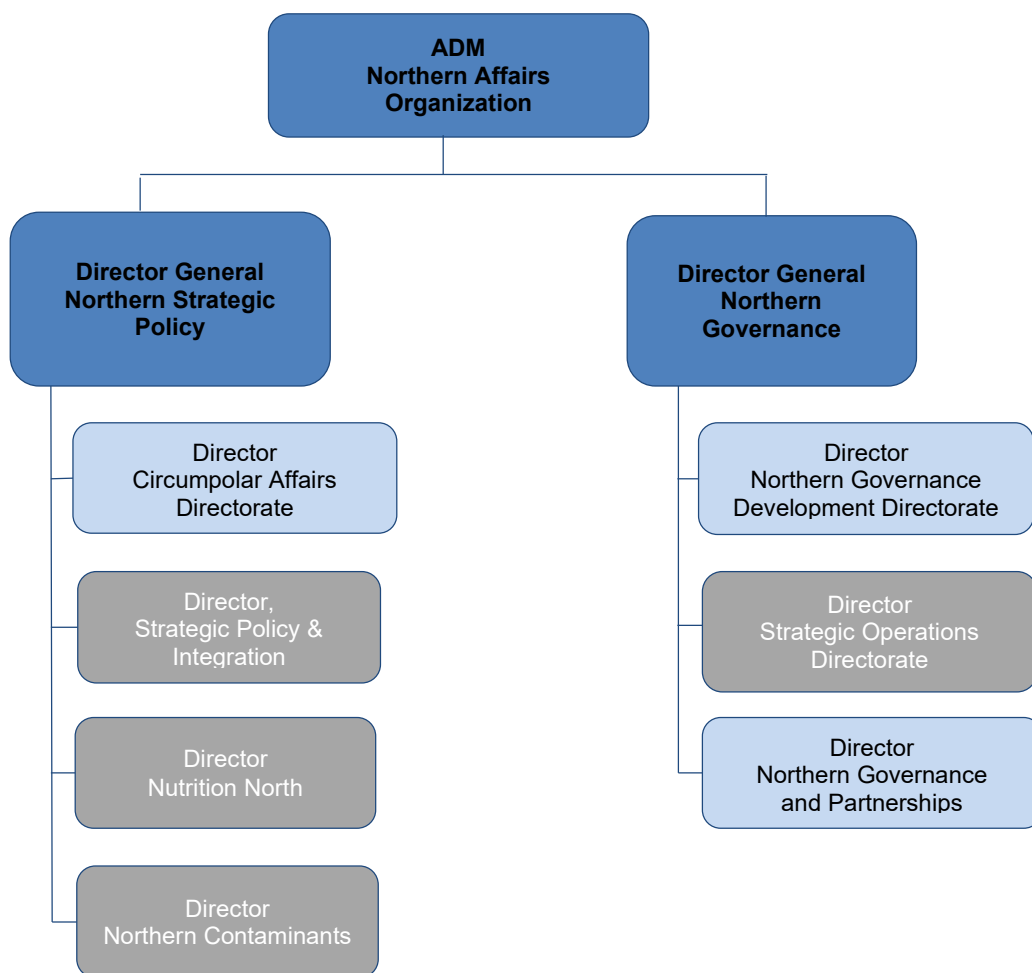 ADM
Northern Affairs
Organization
Director General
Northern Strategic
Policy
Director General
Northern
Governance
Director
Circumpolar Affairs
Directorate
Director
Northern Governance
Development Directorate
Director,
Strategic Policy &
Integration
Director
Strategic Operations
Directorate
Director
Nutrition North
Director
Northern Governance
and Partnerships
Director
Northern Contaminants